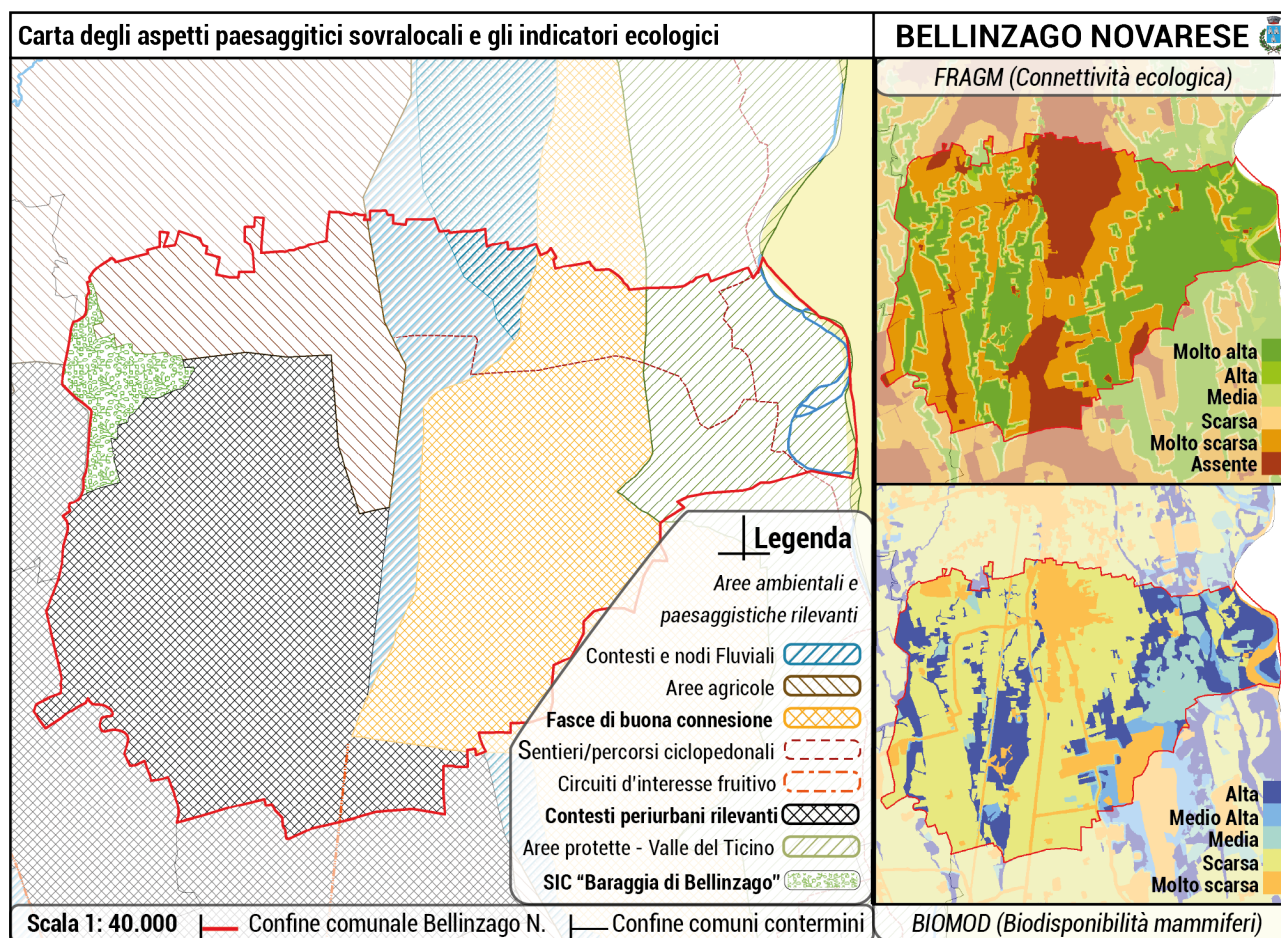 Carta degli aspetti paesaggitici sovralocali e gli indicatori ecologici
BELLINZAGO NOVARESE
FRAGM (Connettività ecologica)
Molto alta
Alta
Media
Scarsa
Molto scarsa
Assente
Legenda
Aree ambientali e
paesaggistiche rilevanti
Contesti e nodi Fluviali
Aree agricole
Fasce di buona connesione
Sentieri/percorsi ciclopedonali
Circuiti d'interesse fruitivo
Contesti periurbani rilevanti
Aree protette - Valle del Ticino
SIC “Baraggia di Bellinzago”
Alta
Medio Alta
Media
Scarsa
Molto scarsa
Scala 1: 40.000 Confine comunale Bellinzago N. Confine comuni contermini
BIOMOD (Biodisponibilità mammiferi)